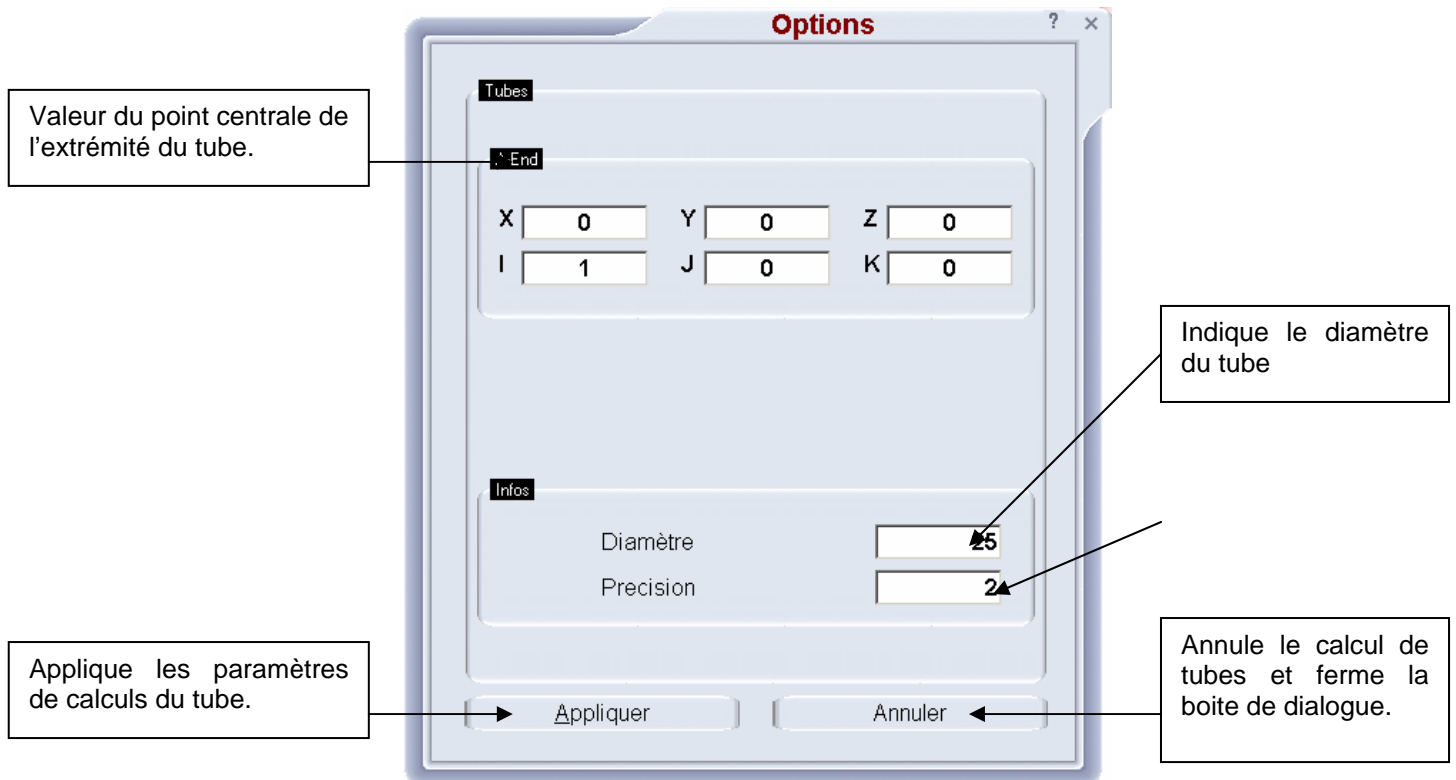 Options
? ×
Tubes
Valeur du point centrale de
l’extrémité du tube.
End
X 0 Y 0 Z 0
I 1 J 0 K 0
Indique le diamètre
du tube
Infos
Diamètre 25
Precision 2
Applique les paramètres
de calculs du tube.
Annule le calcul de
tubes et ferme la
boite de dialogue.
Appliquer Annuler